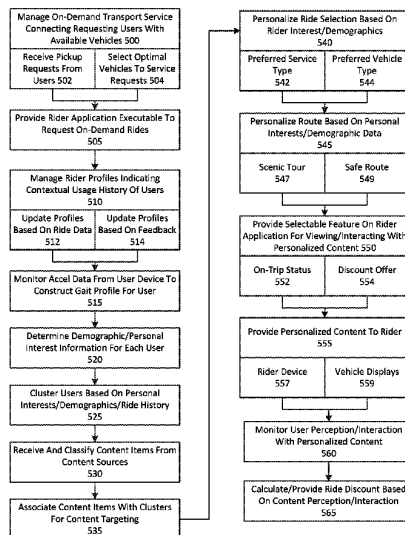 Manage On-Demand Transport Service
Connecting Requesting Users With
Available Vehicles 500
Receive Pickup
Requests From
Users 502
Select Optimal
Vehicles To Service
Requests 504
Provide Rider Application Executable To
Request On-Demand Rides
505
Manage Rider Profiles Indicating
Contextual Usage History Of Users
510
Update Profiles
Based On Ride Data
512
Update Profiles
Based On Feedback
514
Monitor Accel Data From User Device To
Construct Gait Profile For User
515
Determine Demographic/Personal
Interest Information For Each User
520
Cluster Users Based On Personal
Interests/Demographics/Ride History
525
Receive And Classify Content Items From
Content Sources
530
Associate Content Items With Clusters
For Content Targeting
535
Personalize Ride Selection Based On
Rider Interest/Demographics
540
Preferred Service
Type
542
Preferred Vehicle
Type
544
Personalize Route Based On Personal
Interests/Demographic Data
545
Scenic Tour
547
Safe Route
549
Provide Selectable Feature On Rider
Application For Viewing/Interacting With
Personalized Content 550
On-Trip Status
552
Discount Offer
554
Provide Personalized Content To Rider
555
Rider Device
557
Vehicle Displays
559
Monitor User Perception/Interaction
With Personalized Content
560
Calculate/Provide Ride Discount Based
On Content Perception/Interaction
565